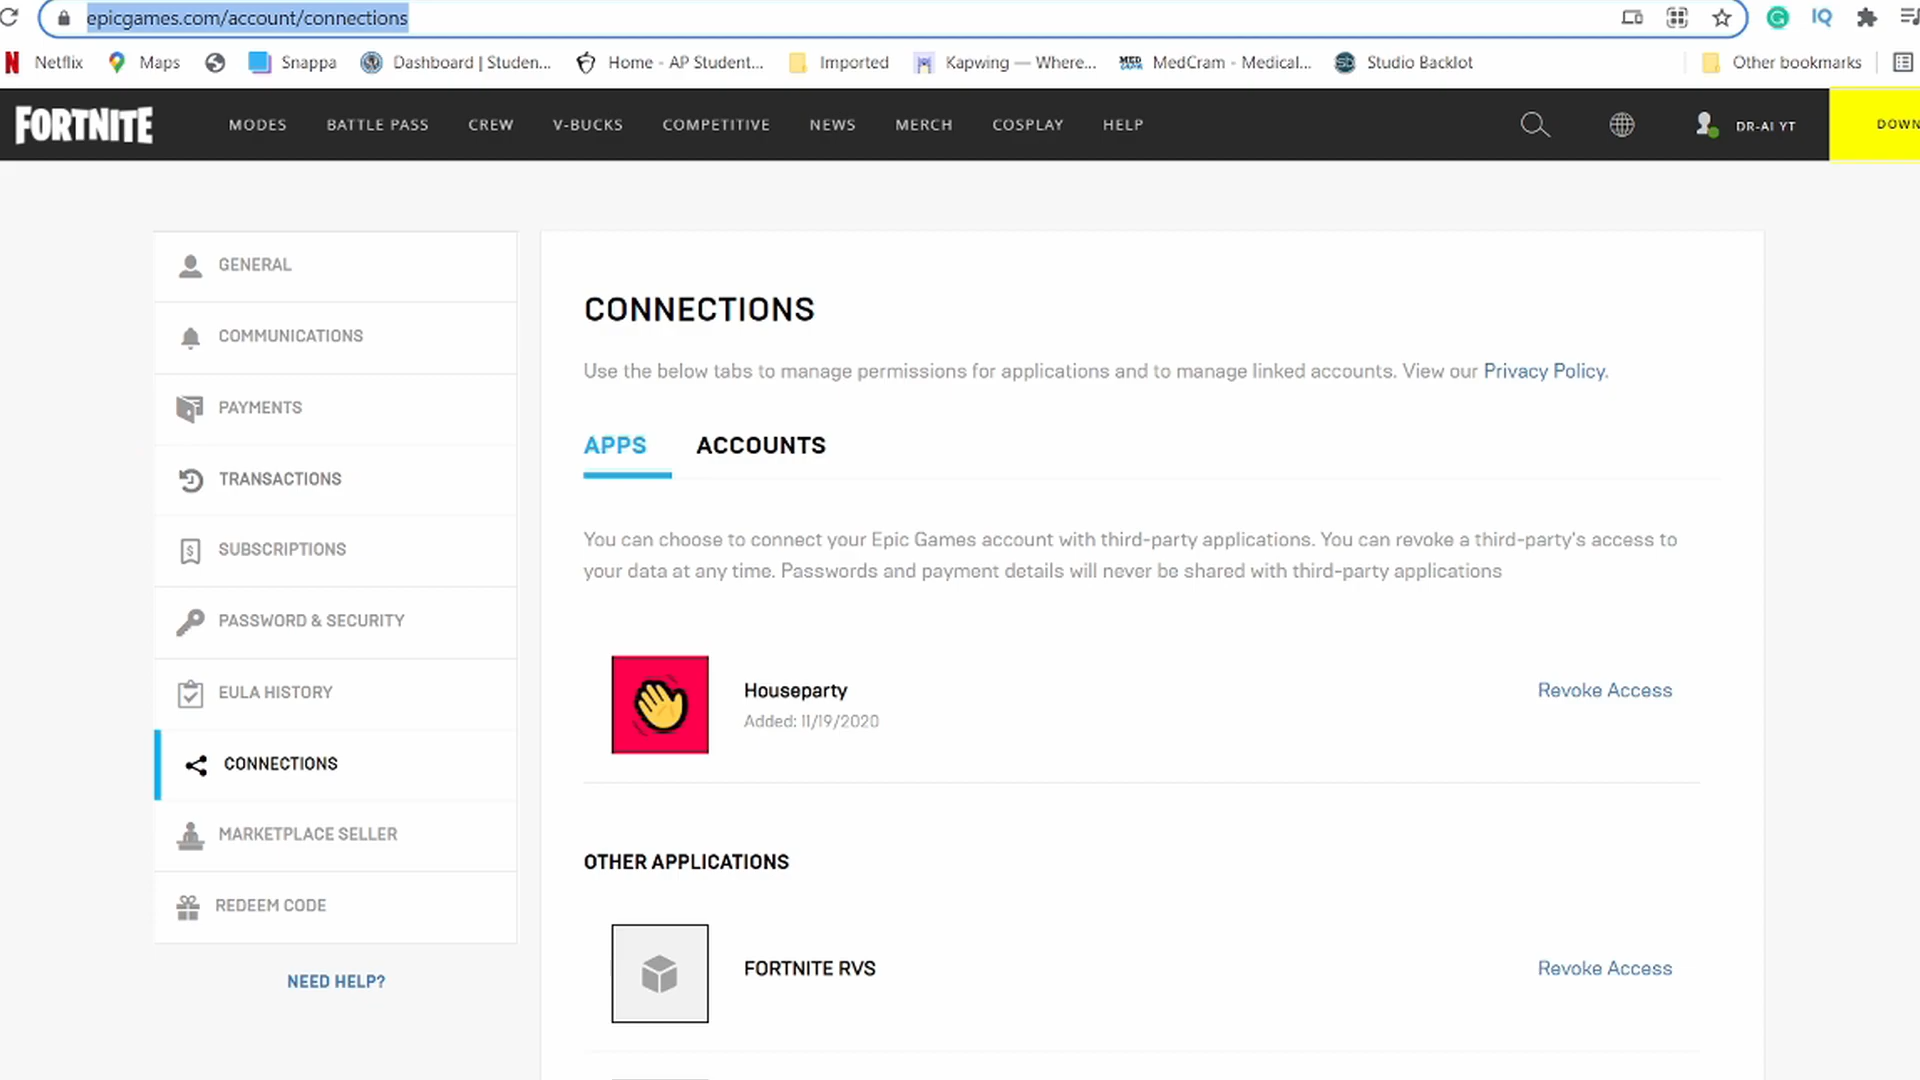 epicgames.com/account/connections
Netflix
Maps
Snappa
Dashboard | Studen...
Home - AP Student...
Imported
Kapwing — Where...
MedCram - Medical...
Studio Backlot
Other bookmarks
FORTNITE
MODES
BATTLE PASS
CREW
V-BUCKS
COMPETITIVE
NEWS
MERCH
COSPLAY
HELP
DR-AI YT
DOWN
GENERAL
COMMUNICATIONS
PAYMENTS
TRANSACTIONS
SUBSCRIPTIONS
PASSWORD & SECURITY
EULA HISTORY
CONNECTIONS
MARKETPLACE SELLER
REDEEM CODE
NEED HELP?
CONNECTIONS
Use the below tabs to manage permissions for applications and to manage linked accounts. View our Privacy Policy.
APPS
ACCOUNTS
You can choose to connect your Epic Games account with third-party applications. You can revoke a third-party's access to
your data at any time. Passwords and payment details will never be shared with third-party applications
Houseparty
Revoke Access
Added: 11/19/2020
OTHER APPLICATIONS
FORTNITE RVS
Revoke Access